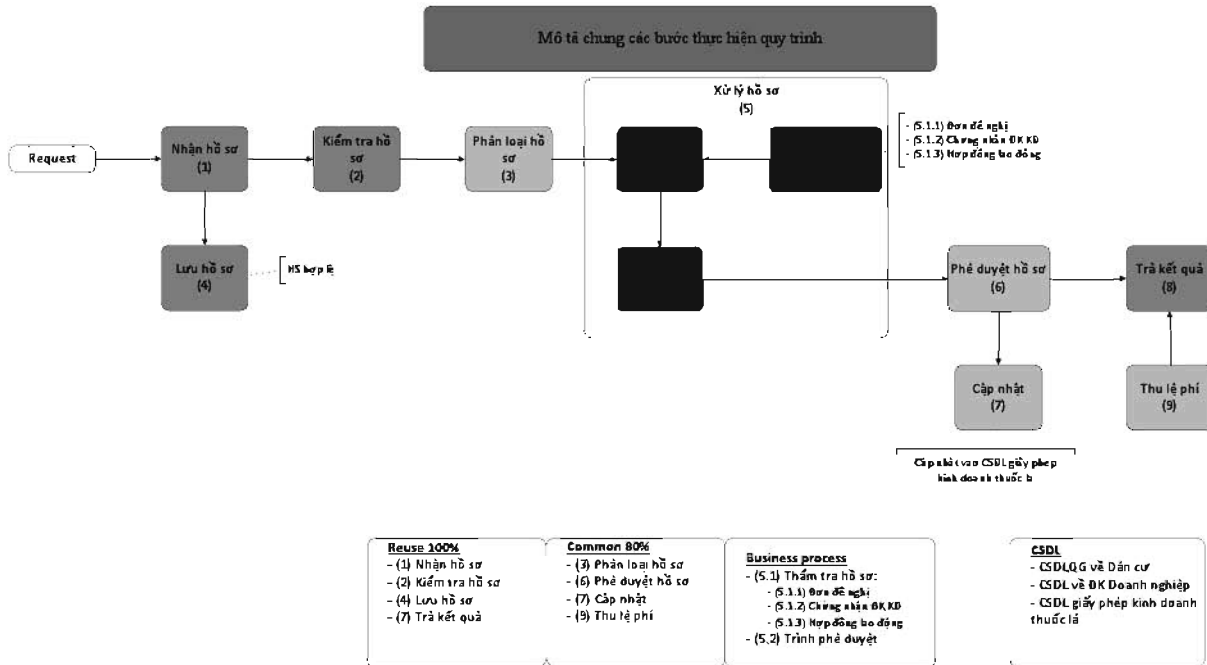 Mô tả chung các bước thực hiện quy trình
Xử lý hồ sơ
(5)
Request
Nhận hồ sơ
(1)
Kiểm tra hồ
sơ
(2)
Phân loại hồ
sơ
(3)
- (5.1.1) Đơn đề nghị
- (5.1.2) Chứng nhận ĐKKD
- (5.1.3) Hợp đồng lao động
Lưu hồ sơ
(4)
HS hợp lệ
Phê duyệt hồ sơ
(6)
Trả kết quả
(8)
Cập nhật
(7)
Thu lệ phí
(9)
Cập nhật vao CSDL giấy phep
kinh doanh thuốc lá
Reuse 100%
- (1) Nhận hồ sơ
- (2) Kiểm tra hồ sơ
- (4) Lưu hồ sơ
- (7) Trả kết quả
Common 80%
- (3) Phân loại hồ sơ
- (6) Phê duyệt hồ sơ
- (7) Cập nhật
- (9) Thu lệ phí
Business process
- (5.1) Thẩm tra hồ sơ:
- (5.1.1) Đơn đề nghị
- (5.1.2) Chứng nhận ĐKKD
- (5.1.3) Hợp đồng lao động
- (5.2) Trình phê duyệt
CSDL
- CSDLQG về Dân cư
- CSDL về ĐK Doanh nghiệp
- CSDL giấy phép kinh doanh
thuốc lá